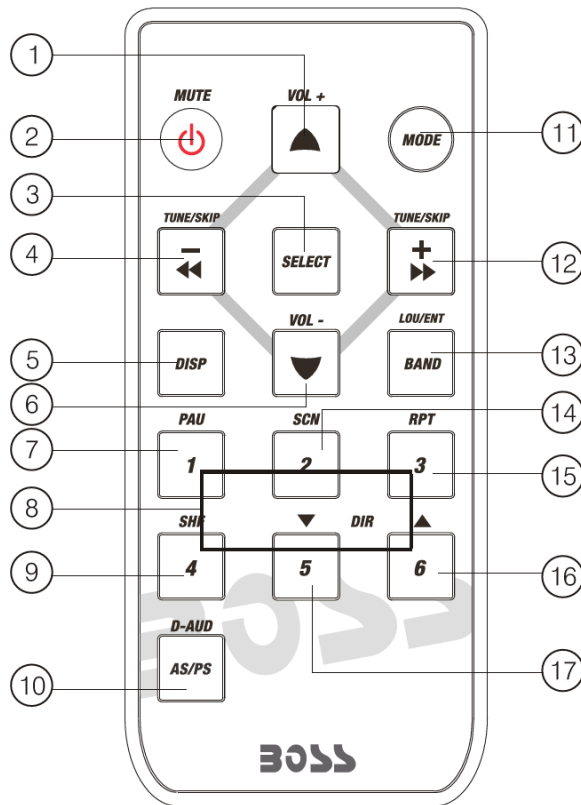 1
MUTE VOL +
2 MODE 11
3
TUNE/SKIP TUNE/SKIP
4 − SELECT + 12
VOL - LOU/ENT
5 DISP BAND 13
6
PAU SCN RPT 14
7 1 2 3 15
8 SHF DIR
9 4 5 6 16
BOSS
D-AUD
10 AS/PS 17
BOSS